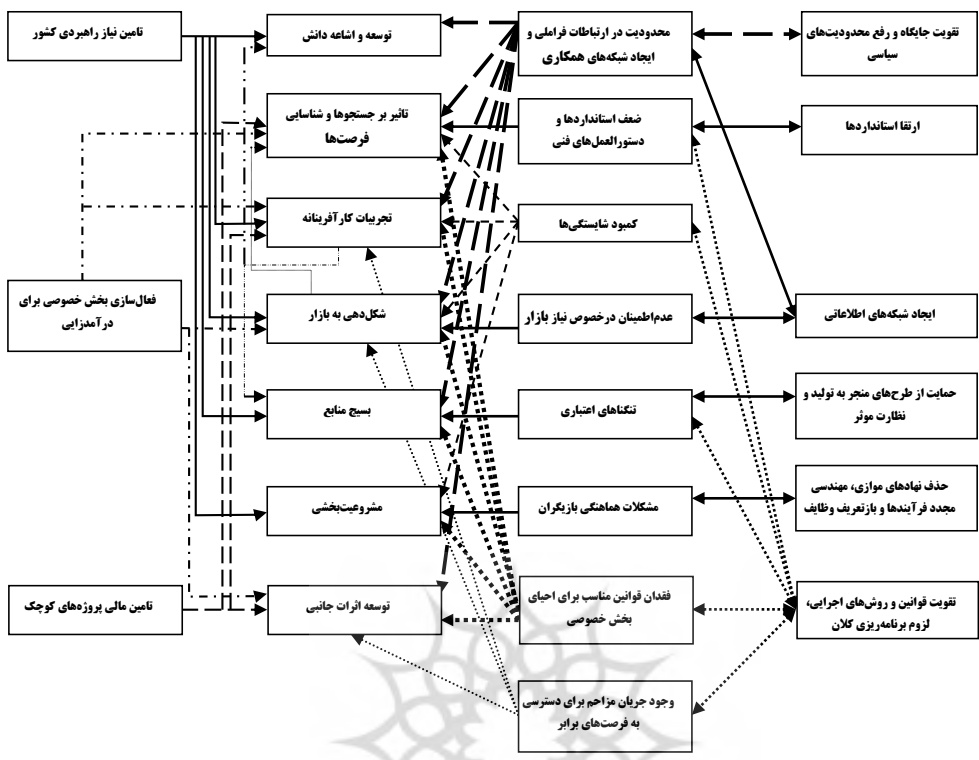 تقویت جایگاه و رفع محدودیت‌های
سیاسی
ارتقا استانداردها
ایجاد شبکه‌های اطلاعاتی
حمایت از طرح‌های منجر به تولید و
نظارت موثر
حذف نهادهای موازی، مهندسی
مجدد فرآیندها و بازتعریف وظایف
تقویت قوانین و روش‌های اجرایی،
لزوم برنامه‌ریزی کلان
محدودیت در ارتباطات فراملی و
ایجاد شبکه‌های همکاری
ضعف استانداردها و
دستورالعمل‌های فنی
کمبود شایستگی‌ها
عدم‌اطمینان درخصوص نیاز بازار
تنگناهای اعتباری
مشکلات هماهنگی بازیگران
فقدان قوانین مناسب برای احیای
بخش خصوصی
وجود جریان مزاحم برای دسترسی
به فرصت‌های برابر
توسعه و اشاعه دانش
تاثیر بر جستجوها و شناسایی
فرصت‌ها
تجربیات کارآفرینانه
شکل‌دهی به بازار
بسیج منابع
مشروعیت‌بخشی
توسعه اثرات جانبی
تامین نیاز راهبردی کشور
فعال‌سازی بخش خصوصی برای
درآمدزایی
تامین مالی پروژه‌های کوچک